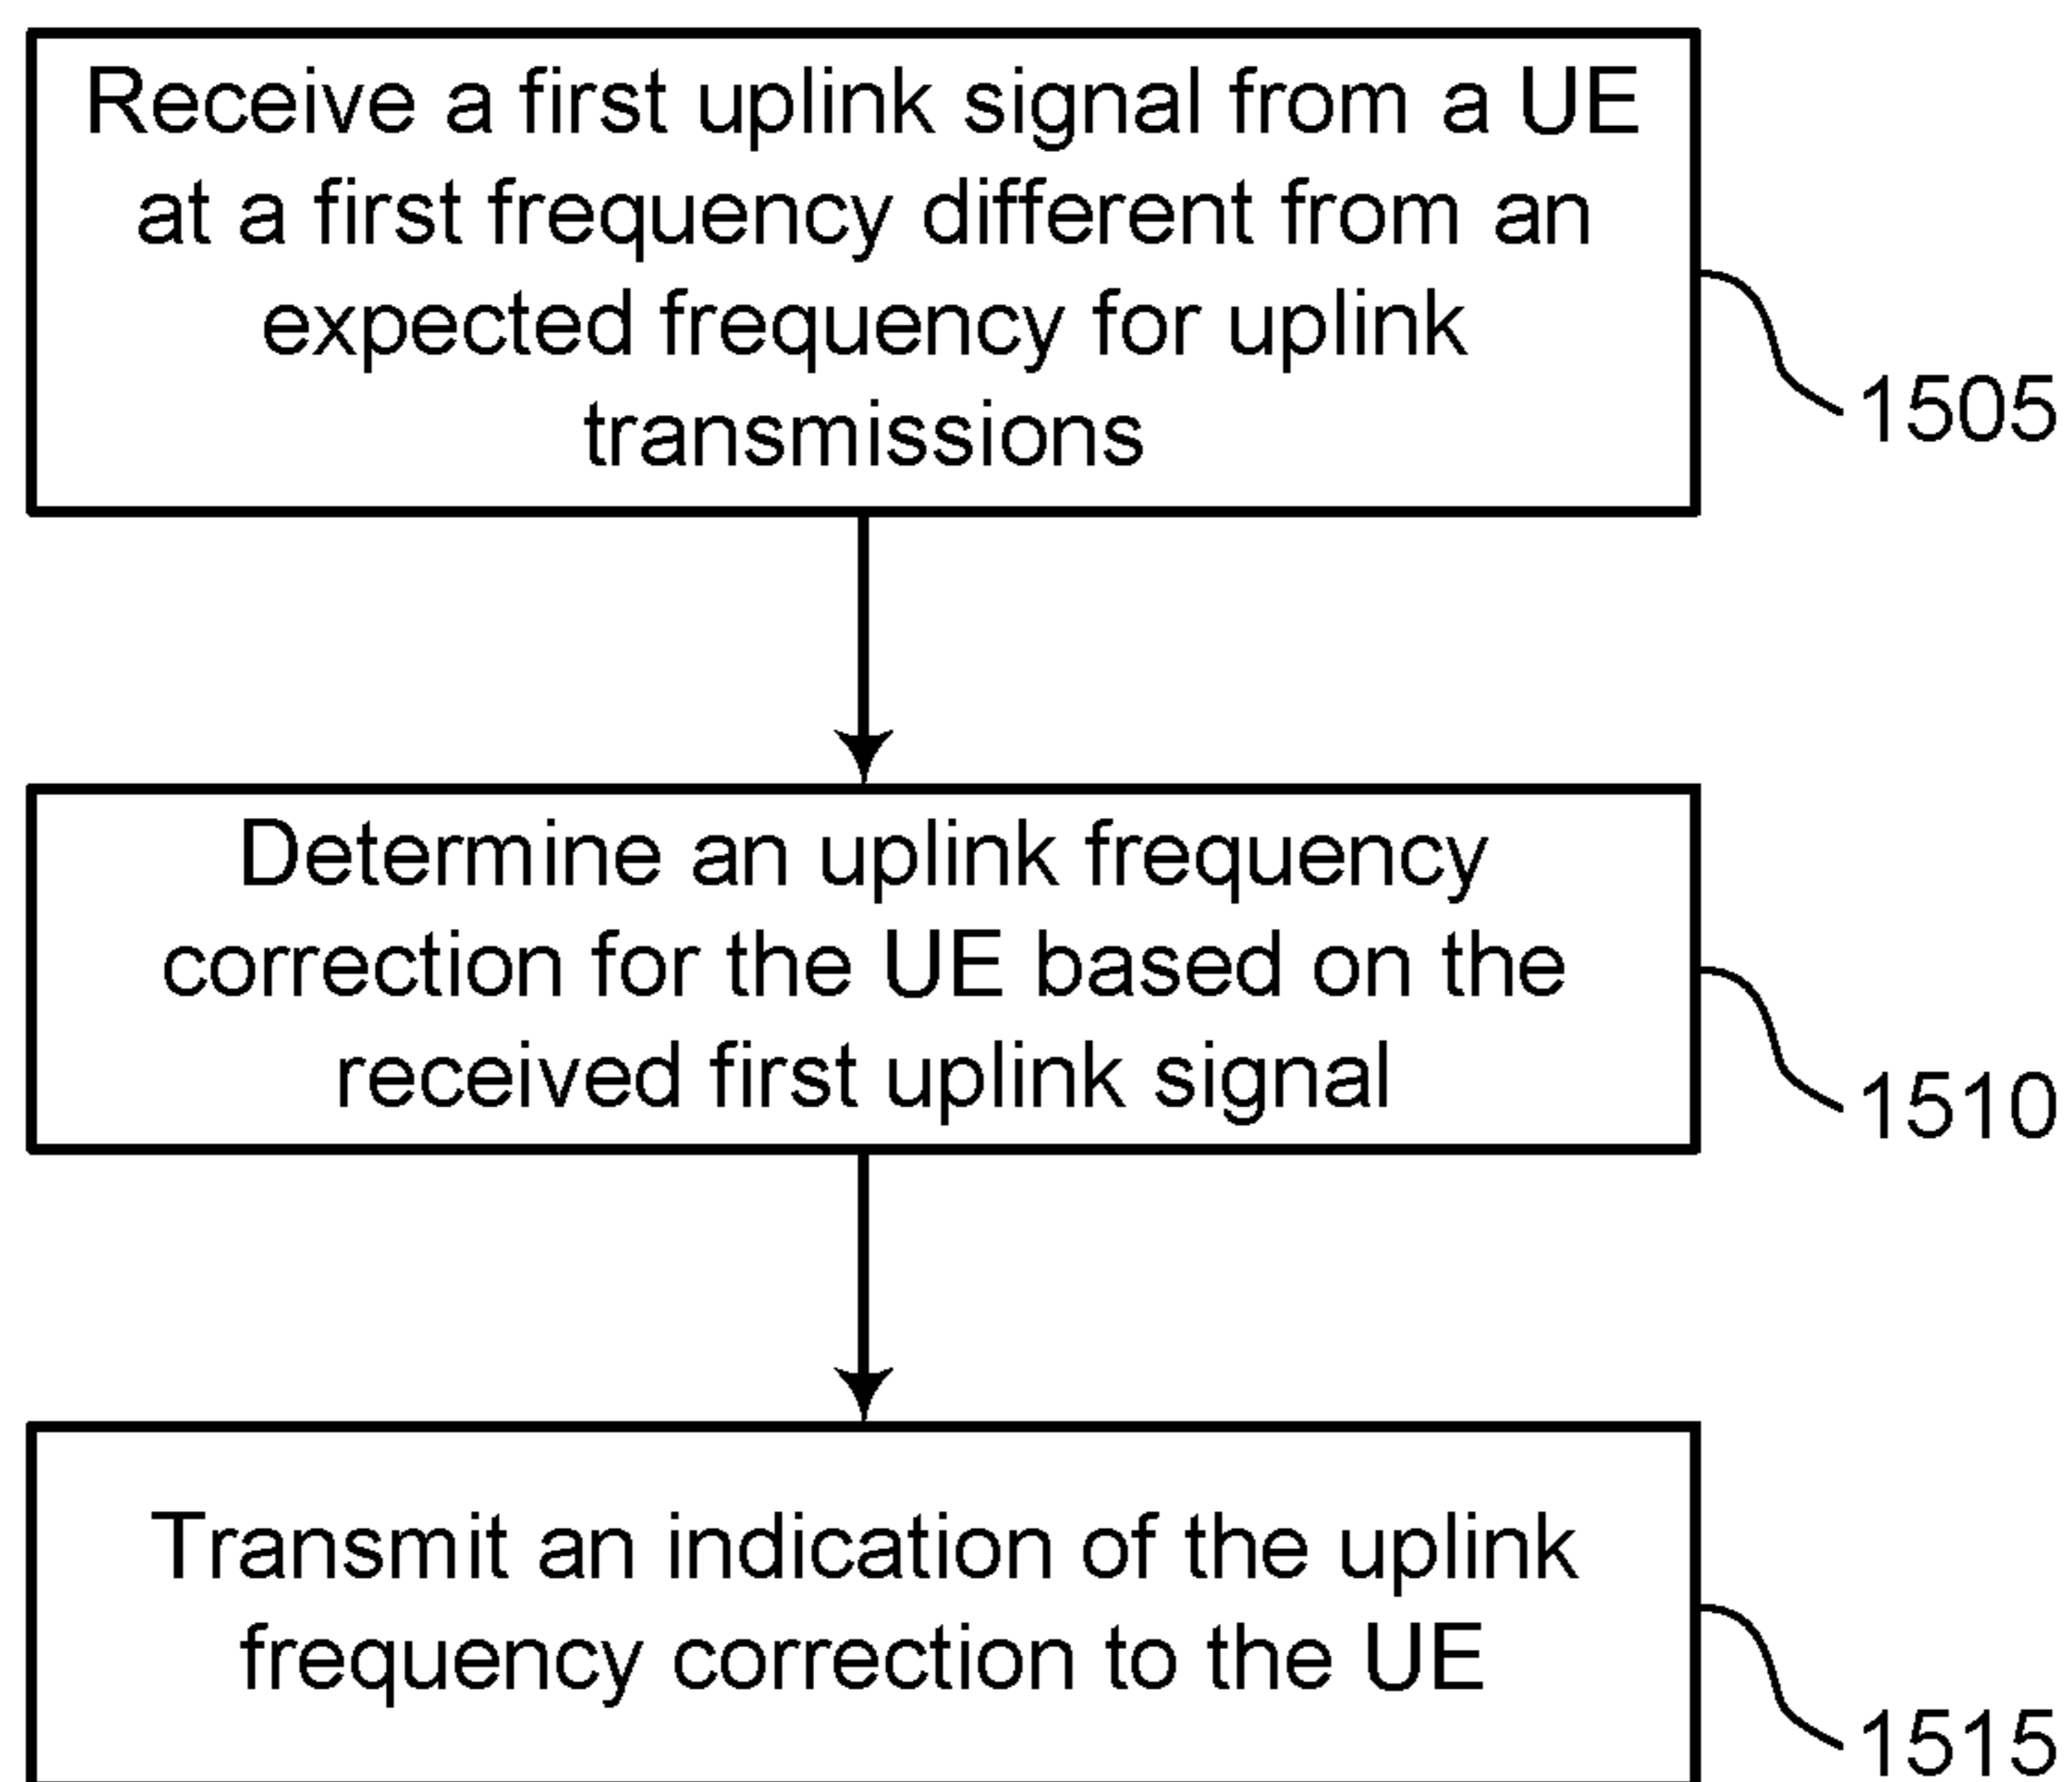 Receive a first uplink signal from a UE
at a first frequency different from an
expected frequency for uplink
transmissions
1505
Determine an uplink frequency
correction for the UE based on the
received first uplink signal
1510
Transmit an indication of the uplink
frequency correction to the UE
1515